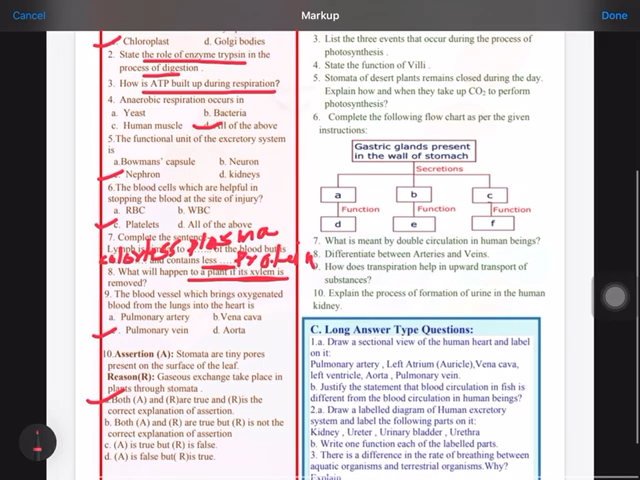 Cancel
Markup
Done
c. Chloroplast d. Golgi bodies
2. State the role of enzyme trypsin in the
process of digestion .
3. How is ATP built up during respiration?
4. Anaerobic respiration occurs in
a. Yeast b. Bacteria
c. Human muscle d. All of the above
5.The functional unit of the excretory system
is
a.Bowmans' capsule b. Neuron
c. Nephron d. kidneys
6.The blood cells which are helpful in
stopping the blood at the site of injury?
a. RBC b. WBC
c. Platelets d. All of the above
7. Complete the sentence
colorless plasma
Lymph is to the blood but is
and contains less ..... Protein
8. What will happen to a plant if its xylem is
removed?
9. The blood vessel which brings oxygenated
blood from the lungs into the heart is
a. Pulmonary artery b.Vena cava
c. Pulmonary vein d. Aorta
10.Assertion (A): Stomata are tiny pores
present on the surface of the leaf.
Reason(R): Gaseous exchange take place in
plants through stomata .
a.Both (A) and (R)are true and (R)is the
correct explanation of assertion.
b. Both (A) and (R) are true but (R) is not the
correct explanation of assertion
c. (A) is true but (R) is false.
d. (A) is false but( R)is true.
3. List the three events that occur during the process of
photosynthesis .
4. State the function of Villi .
5. Stomata of desert plants remains closed during the day.
Explain how and when they take up CO₂ to perform
photosynthesis?
6. Complete the following flow chart as per the given
instructions:
Gastric glands present
in the wall of stomach
Secretions
a b c
Function Function Function
d e f
7. What is meant by double circulation in human beings?
8. Differentiate between Arteries and Veins.
9. How does transpiration help in upward transport of
substances?
10. Explain the process of formation of urine in the human
kidney.
C. Long Answer Type Questions:
1.a. Draw a sectional view of the human heart and label
on it:
Pulmonary artery , Left Atrium (Auricle),Vena cava,
left ventricle, Aorta , Pulmonary vein.
b. Justify the statement that blood circulation in fish is
different from the blood circulation in human beings?
2.a. Draw a labelled diagram of Human excretory
system and label the following parts on it:
Kidney , Ureter , Urinary bladder , Urethra
b. Write one function each of the labelled parts.
3. There is a difference in the rate of breathing between
aquatic organisms and terrestrial organisms.Why?
Explain